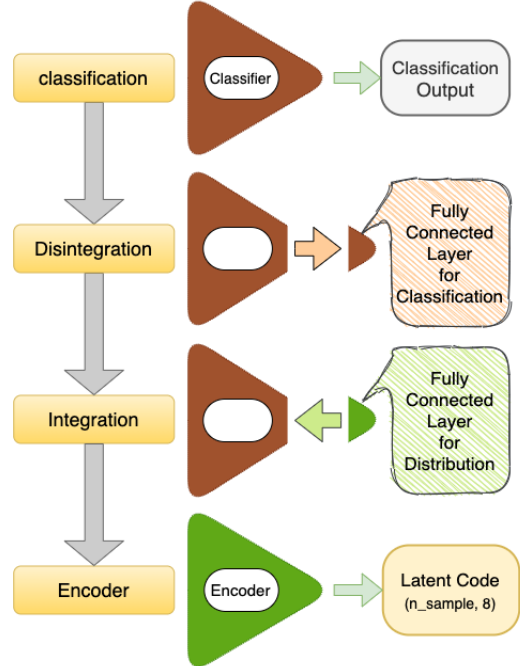 classification
Classifier
Classification
Output
Disintegration
Fully
Connected
Layer
for
Classification
Integration
Fully
Connected
Layer
for
Distribution
Encoder
Encoder
Latent Code
(n_sample, 8)